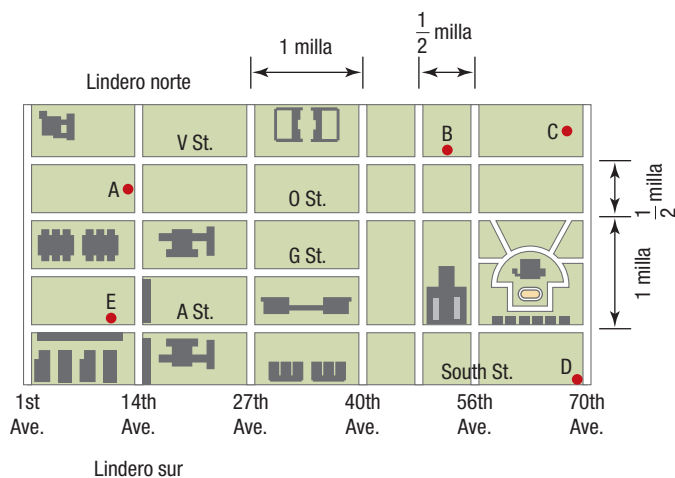 1 milla
1/2 milla
Lindero norte
V St.
B
C
A
O St.
1/2 milla
G St.
1 milla
E
A St.
South St.
D
1st Ave.
14th Ave.
27th Ave.
40th Ave.
56th Ave.
70th Ave.
Lindero sur